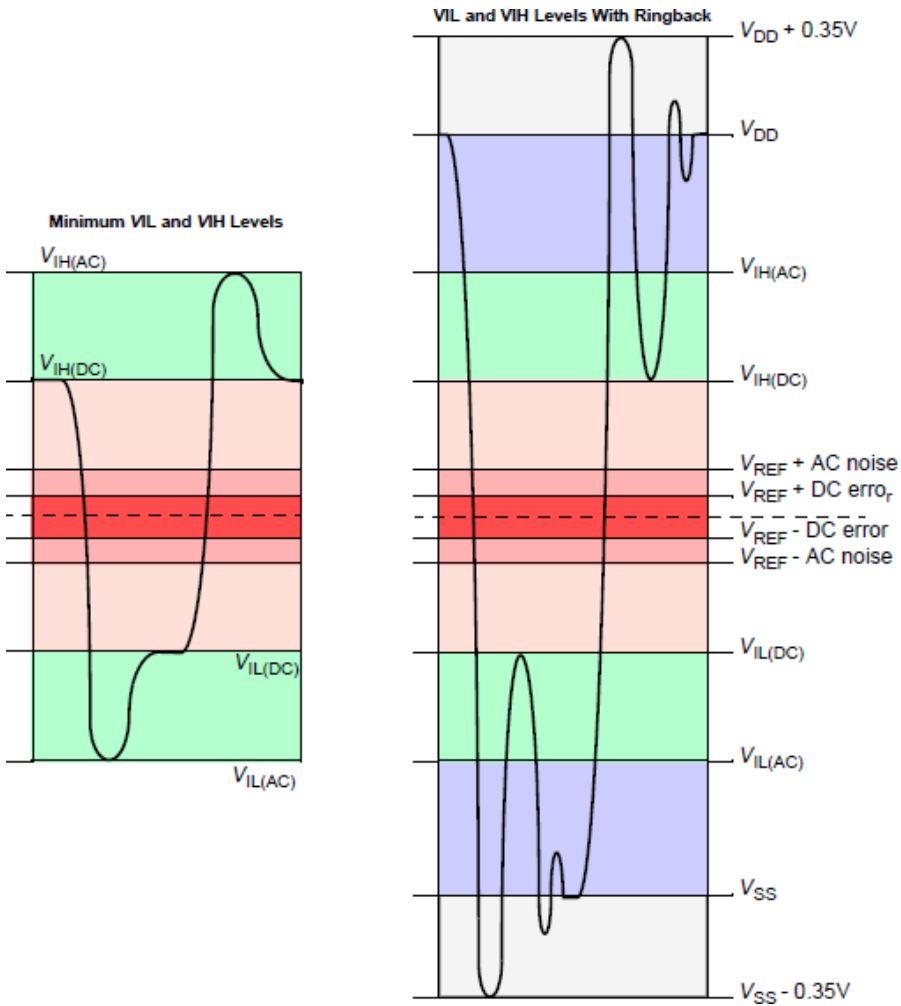 VIL and VIH Levels With Ringback
VDD + 0.35V
VDD
Minimum VIL and VIH Levels
VIH(AC)
VIH(AC)
VIH(DC)
VIH(DC)
VREF + AC noise
VREF + DC error
VREF - DC error
VREF - AC noise
VIL(DC)
VIL(DC)
VIL(AC)
VIL(AC)
VSS
VSS - 0.35V